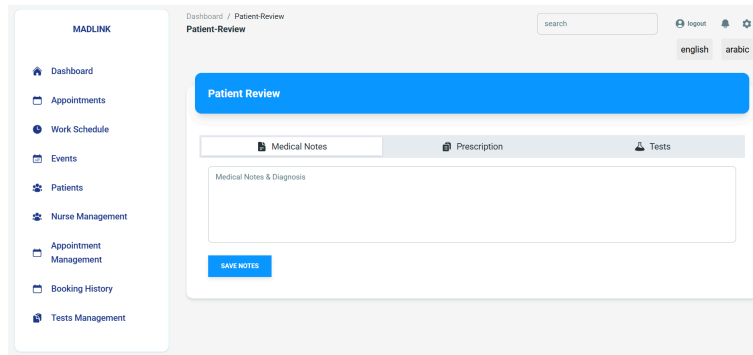 MADLINK
Dashboard
Appointments
Work Schedule
Events
Patients
Nurse Management
Appointment
Management
Booking History
Tests Management
Dashboard / Patient-Review
Patient-Review
search
logout
english arabic
Patient Review
Medical Notes Prescription Tests
Medical Notes & Diagnosis
SAVE NOTES